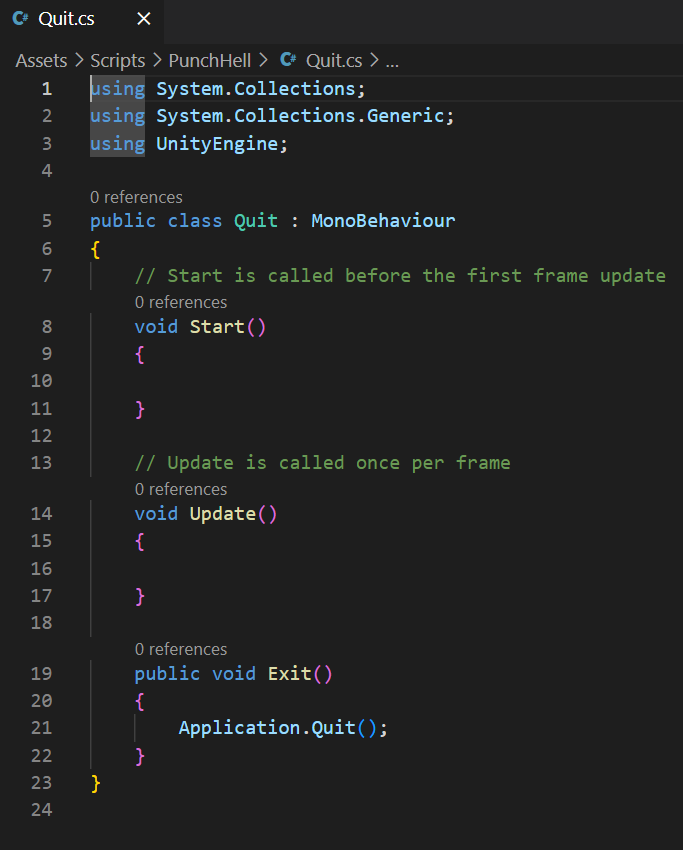 C# Quit.cs ×
Assets > Scripts > PunchHell > C# Quit.cs > ...
1 using System.Collections;
2 using System.Collections.Generic;
3 using UnityEngine;
4
0 references
5 public class Quit : MonoBehaviour
6 {
7     // Start is called before the first frame update
0 references
8     void Start()
9     {
10
11     }
12
13     // Update is called once per frame
0 references
14     void Update()
15     {
16
17     }
18
0 references
19     public void Exit()
20     {
21         Application.Quit();
22     }
23 }
24